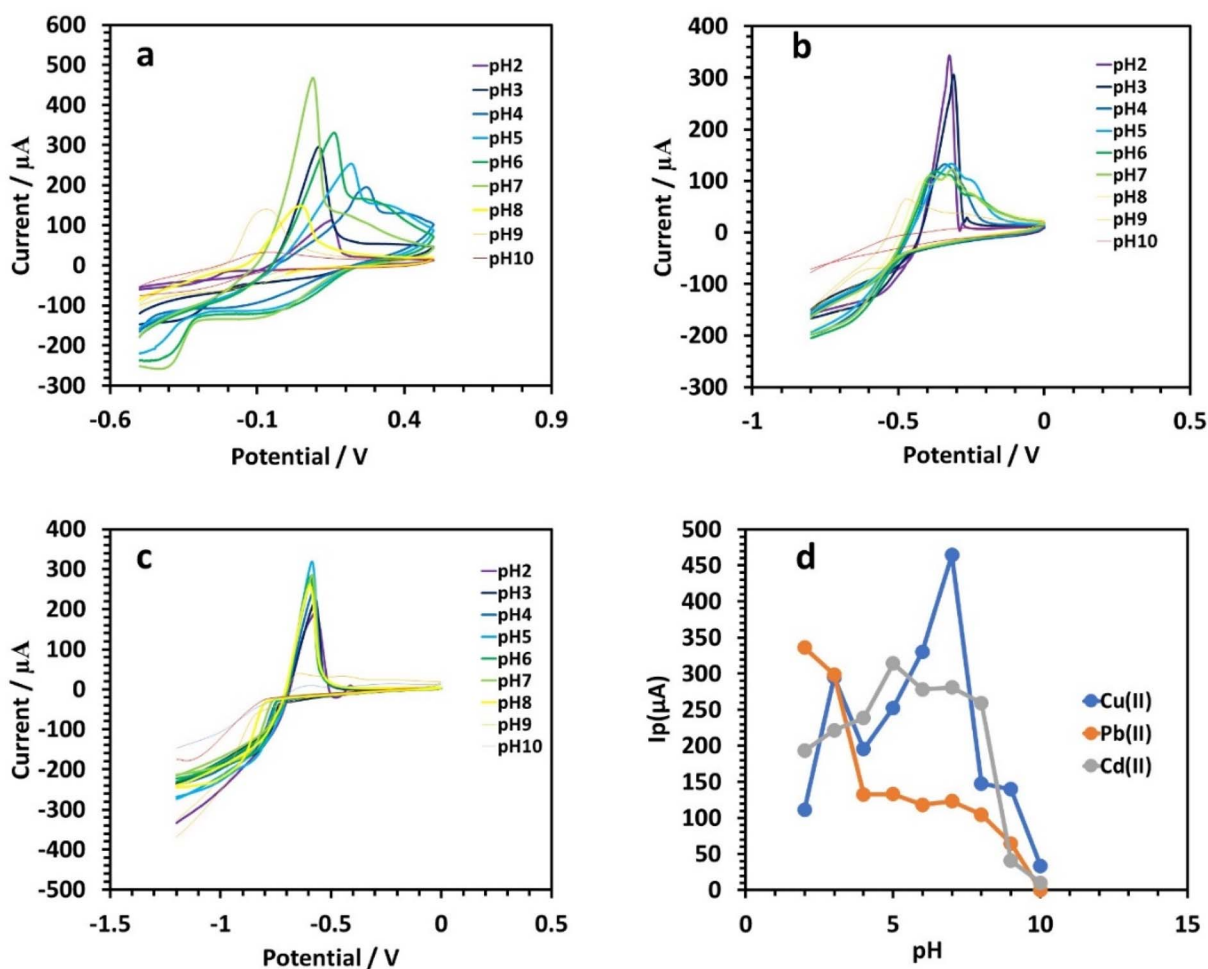 a
600
500
400
300
200
100
0
-100
-200
-300
Current / µA
-0.6
-0.1
0.4
0.9
Potential / V
pH2
pH3
pH4
pH5
pH6
pH7
pH8
pH9
pH10
b
400
300
200
100
0
-100
-200
-300
Current / µA
-1
-0.5
0
0.5
Potential / V
pH2
pH3
pH4
pH5
pH6
pH7
pH8
pH9
pH10
c
400
300
200
100
0
-100
-200
-300
-400
-500
Current / µA
-1.5
-1
-0.5
0
0.5
Potential / V
pH2
pH3
pH4
pH5
pH6
pH7
pH8
pH9
pH10
d
500
450
400
350
300
250
200
150
100
50
0
Ip(µA)
0
5
10
15
pH
Cu(II)
Pb(II)
Cd(II)